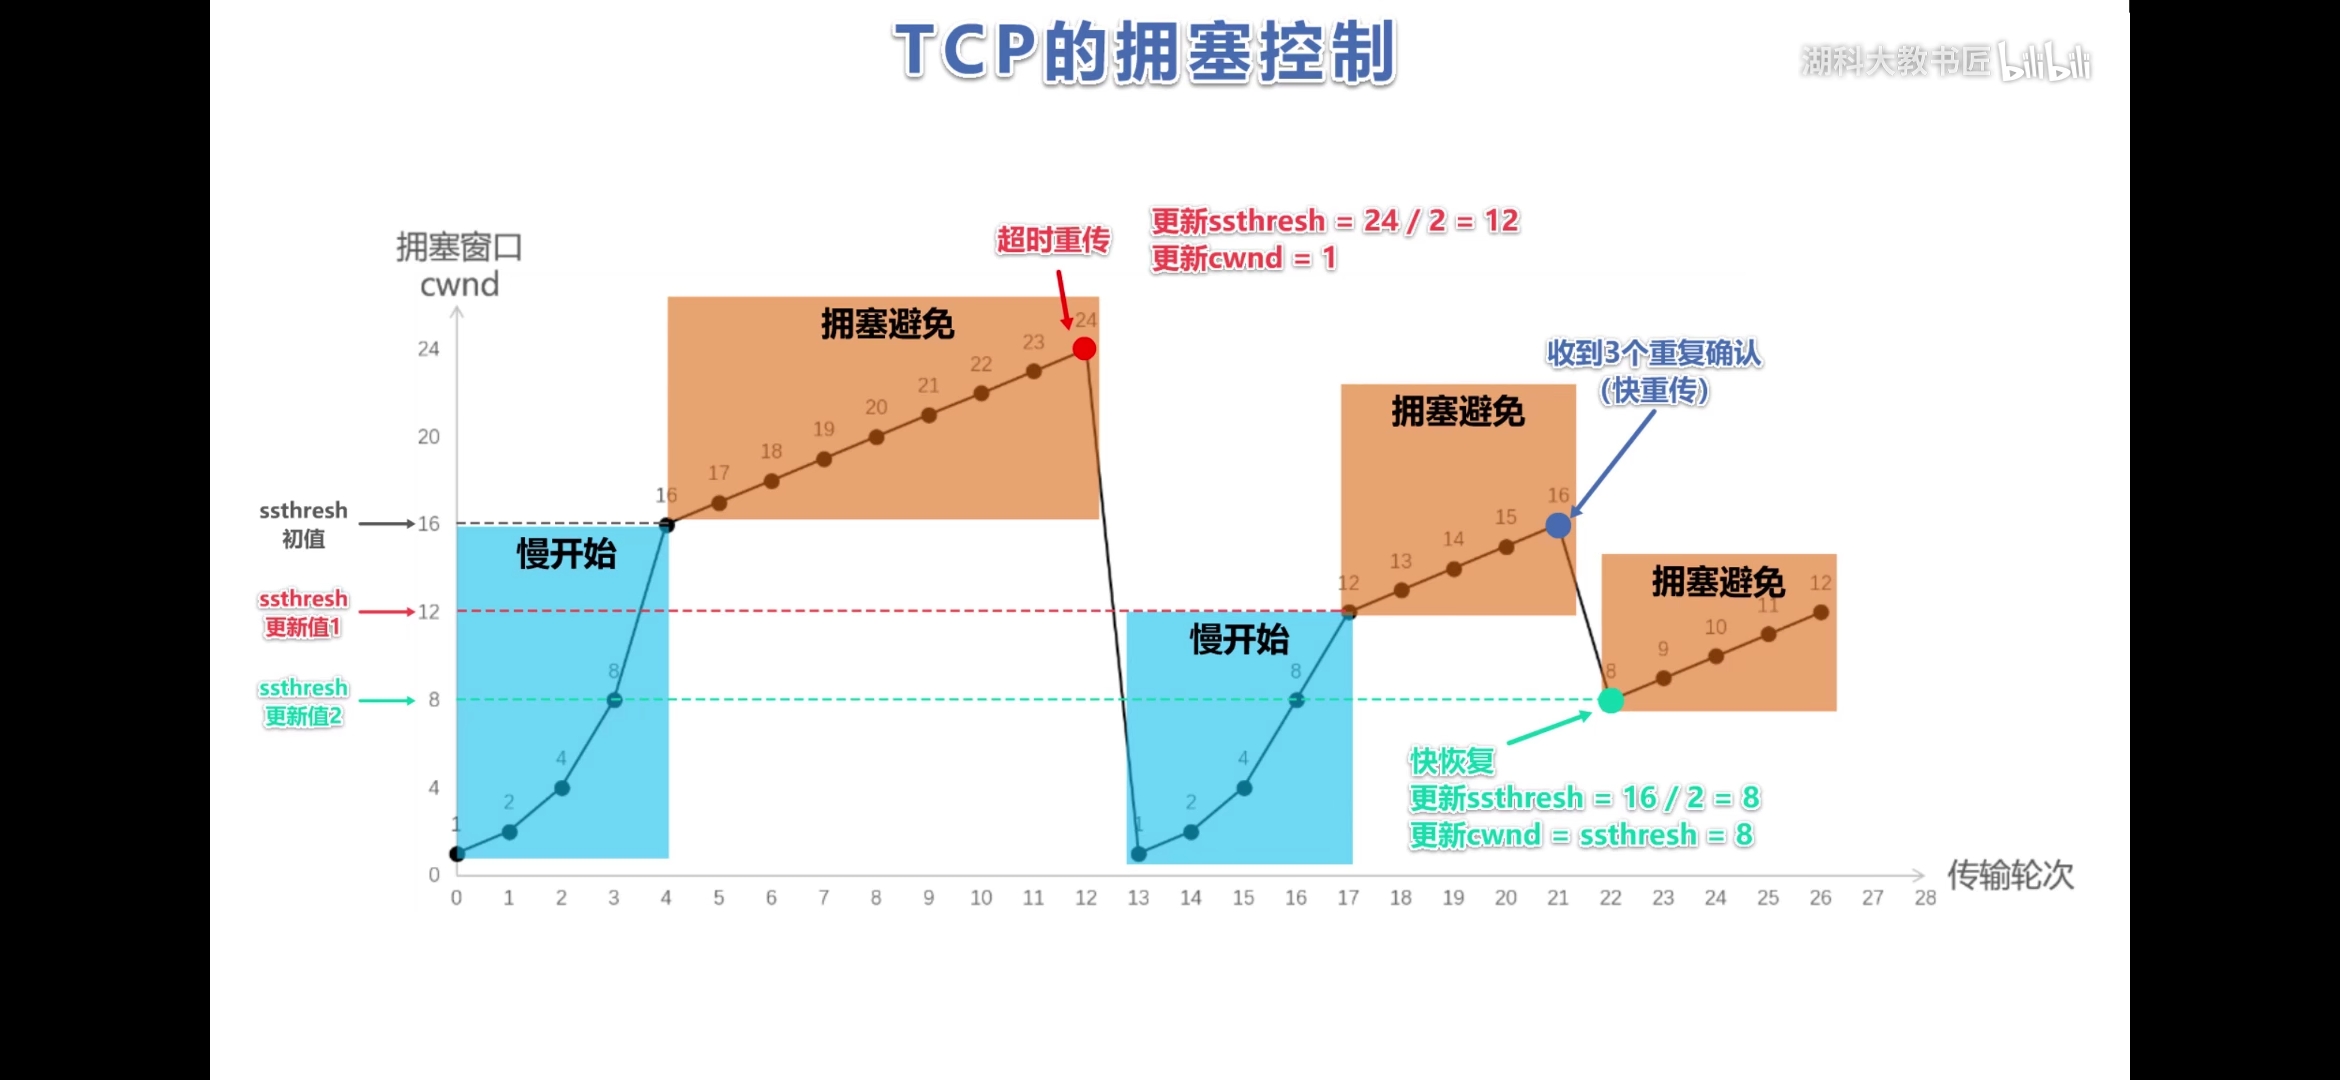 TCP的拥塞控制
湖科大教书匠 bilibili
更新ssthresh = 24 / 2 = 12
更新cwnd = 1
超时重传
拥塞窗口
cwnd
拥塞避免
24
23
22
21
20
19
18
17
16
收到3个重复确认
(快重传)
拥塞避免
16
15
14
13
12
拥塞避免
12
11
10
9
8
24
20
16
12
8
4
0
ssthresh
初值
ssthresh
更新值1
ssthresh
更新值2
慢开始
8
4
2
1
慢开始
8
4
2
1
快恢复
更新ssthresh = 16 / 2 = 8
更新cwnd = ssthresh = 8
传输轮次
0 1 2 3 4 5 6 7 8 9 10 11 12 13 14 15 16 17 18 19 20 21 22 23 24 25 26 27 28